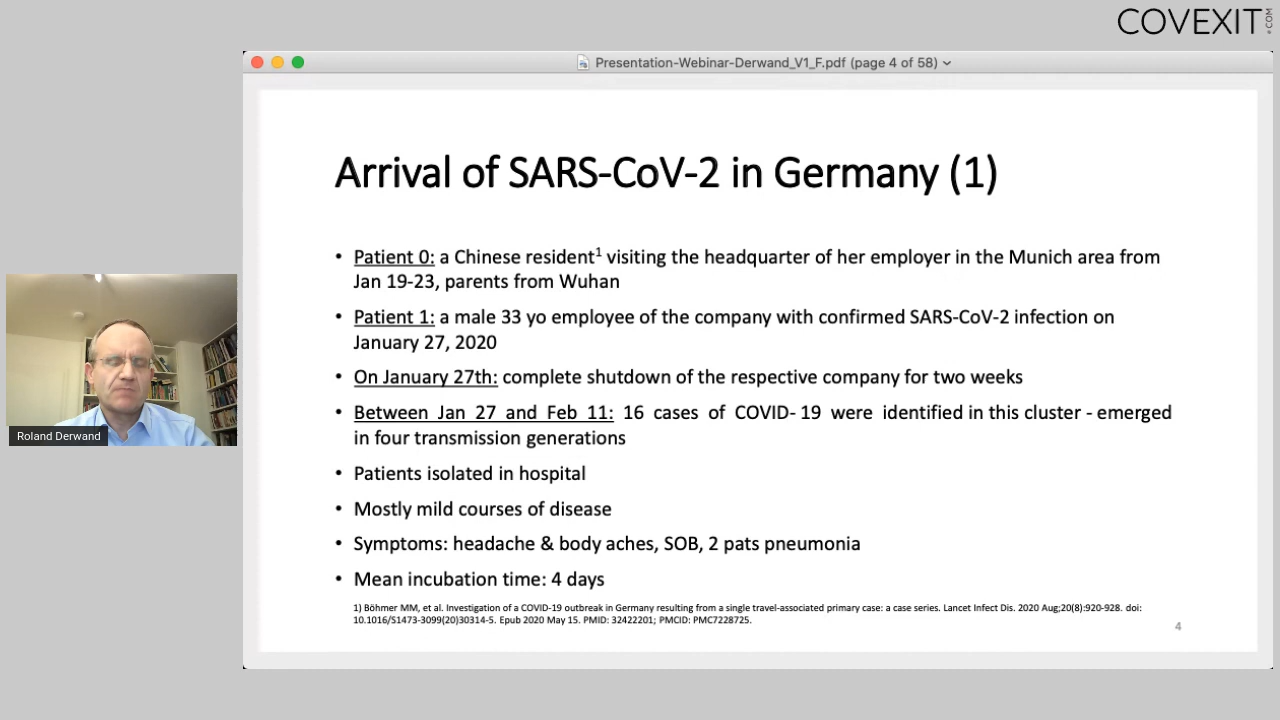 COVEXIT.COM
Presentation-Webinar-Derwand_V1_F.pdf (page 4 of 58)
Arrival of SARS-CoV-2 in Germany (1)
• Patient 0: a Chinese resident1 visiting the headquarter of her employer in the Munich area from
Jan 19-23, parents from Wuhan
• Patient 1: a male 33 yo employee of the company with confirmed SARS-CoV-2 infection on
January 27, 2020
• On January 27th: complete shutdown of the respective company for two weeks
• Between Jan 27 and Feb 11: 16 cases of COVID- 19 were identified in this cluster - emerged
in four transmission generations
• Patients isolated in hospital
• Mostly mild courses of disease
• Symptoms: headache & body aches, SOB, 2 pats pneumonia
• Mean incubation time: 4 days
1) Böhmer MM, et al. Investigation of a COVID-19 outbreak in Germany resulting from a single travel-associated primary case: a case series. Lancet Infect Dis. 2020 Aug;20(8):920-928. doi:
10.1016/S1473-3099(20)30314-5. Epub 2020 May 15. PMID: 32422201; PMCID: PMC7228725.
4
Roland Derwand